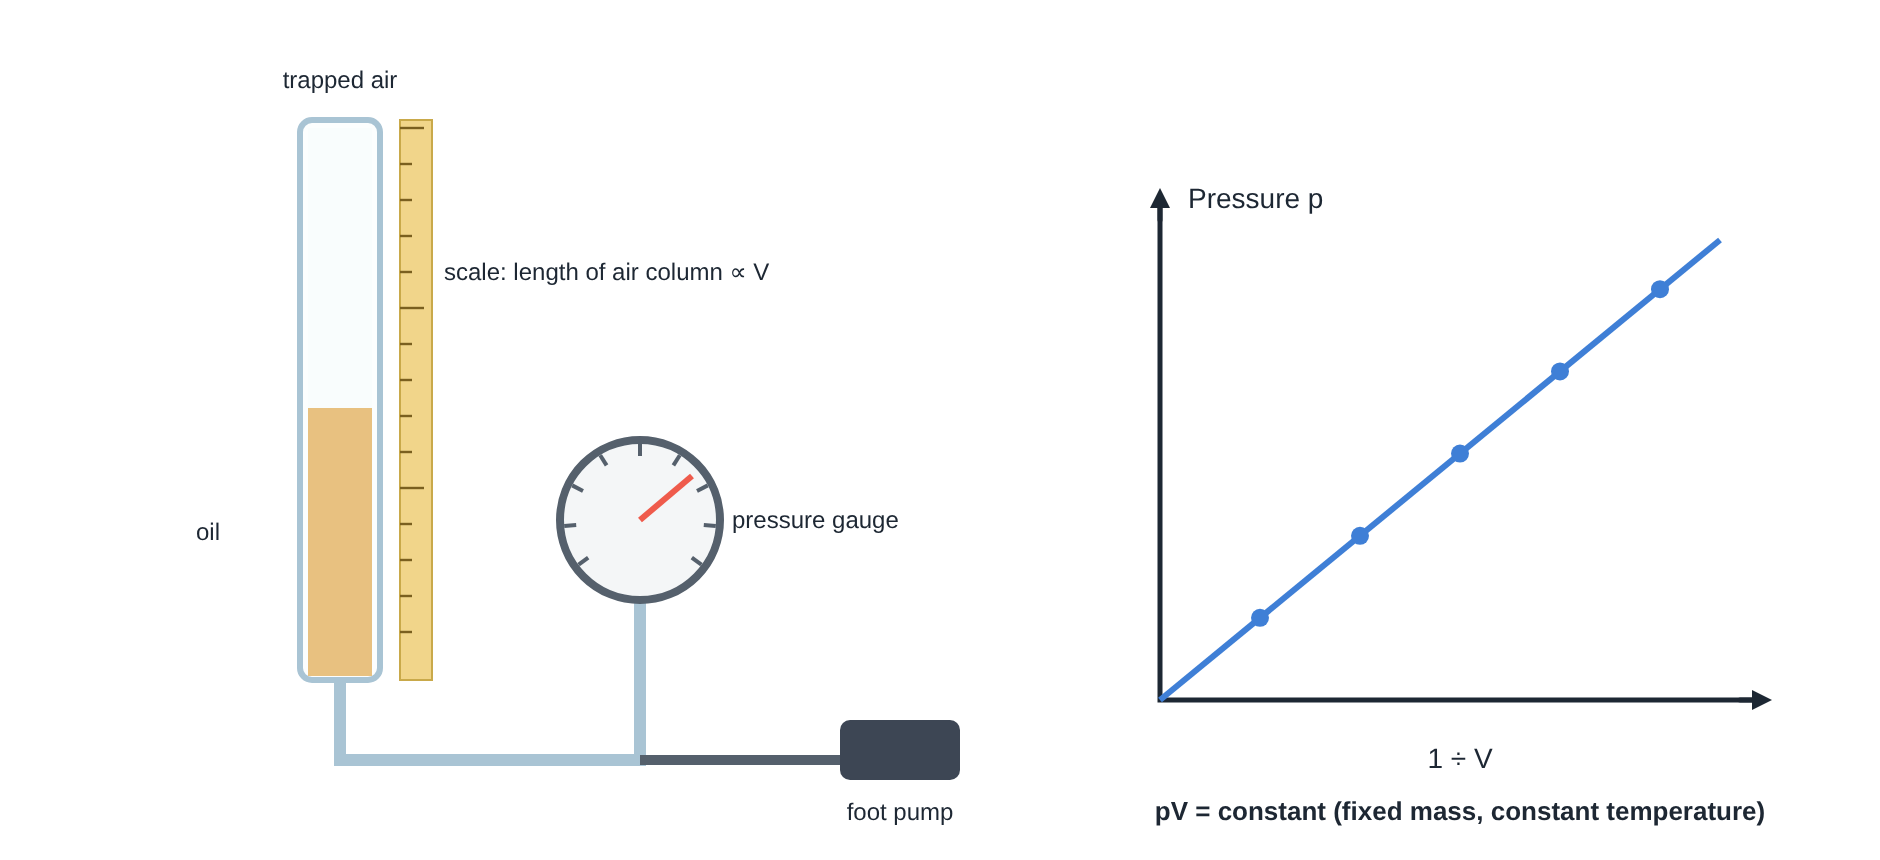 trapped air
scale: length of air column ∝ V
oil
pressure gauge
foot pump
Pressure p
1 ÷ V
pV = constant (fixed mass, constant temperature)